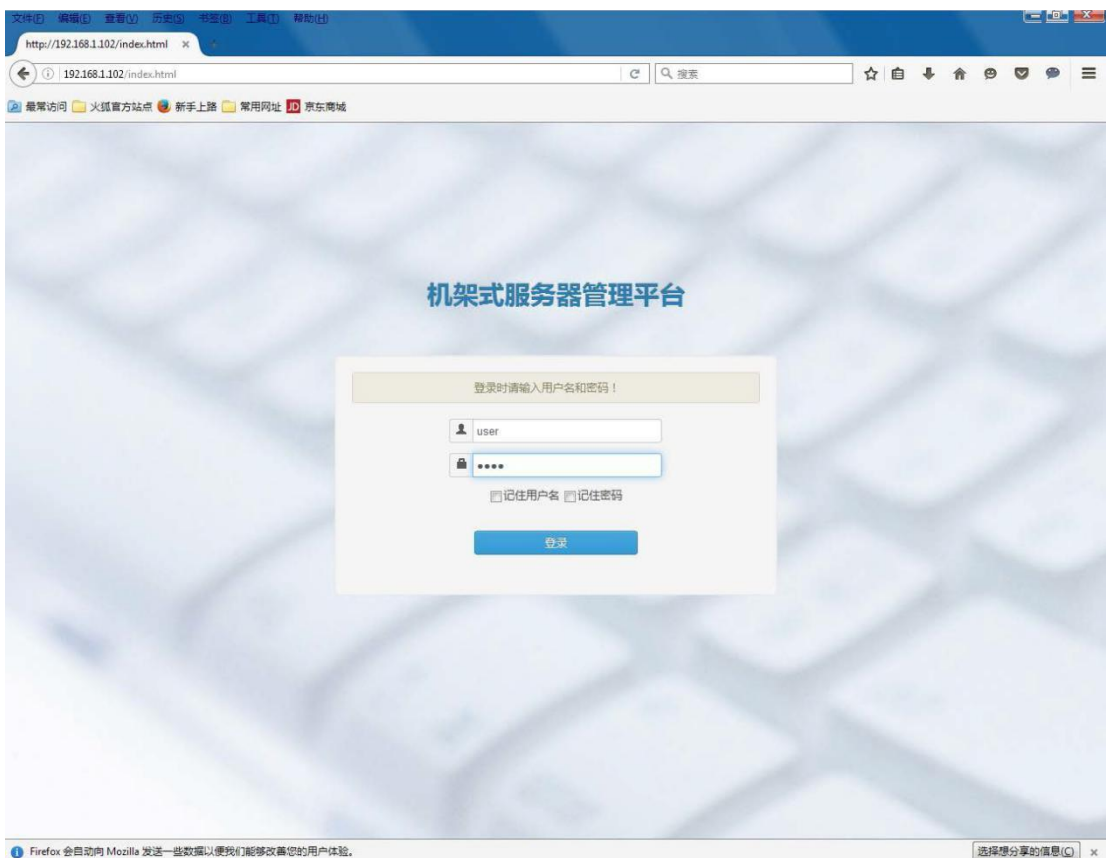 文件(F) 编辑(E) 查看(V) 历史(S) 书签(B) 工具(T) 帮助(H)
http://192.168.1.102/index.html
192.168.1.102/index.html
搜索
最常访问 火狐官方站点 新手上路 常用网址 JD 京东商城
机架式服务器管理平台
登录时请输入用户名和密码！
user
••••
记住用户名 记住密码
登录
Firefox 会自动向 Mozilla 发送一些数据以便我们能够改善您的用户体验。 选择想分享的信息(C)